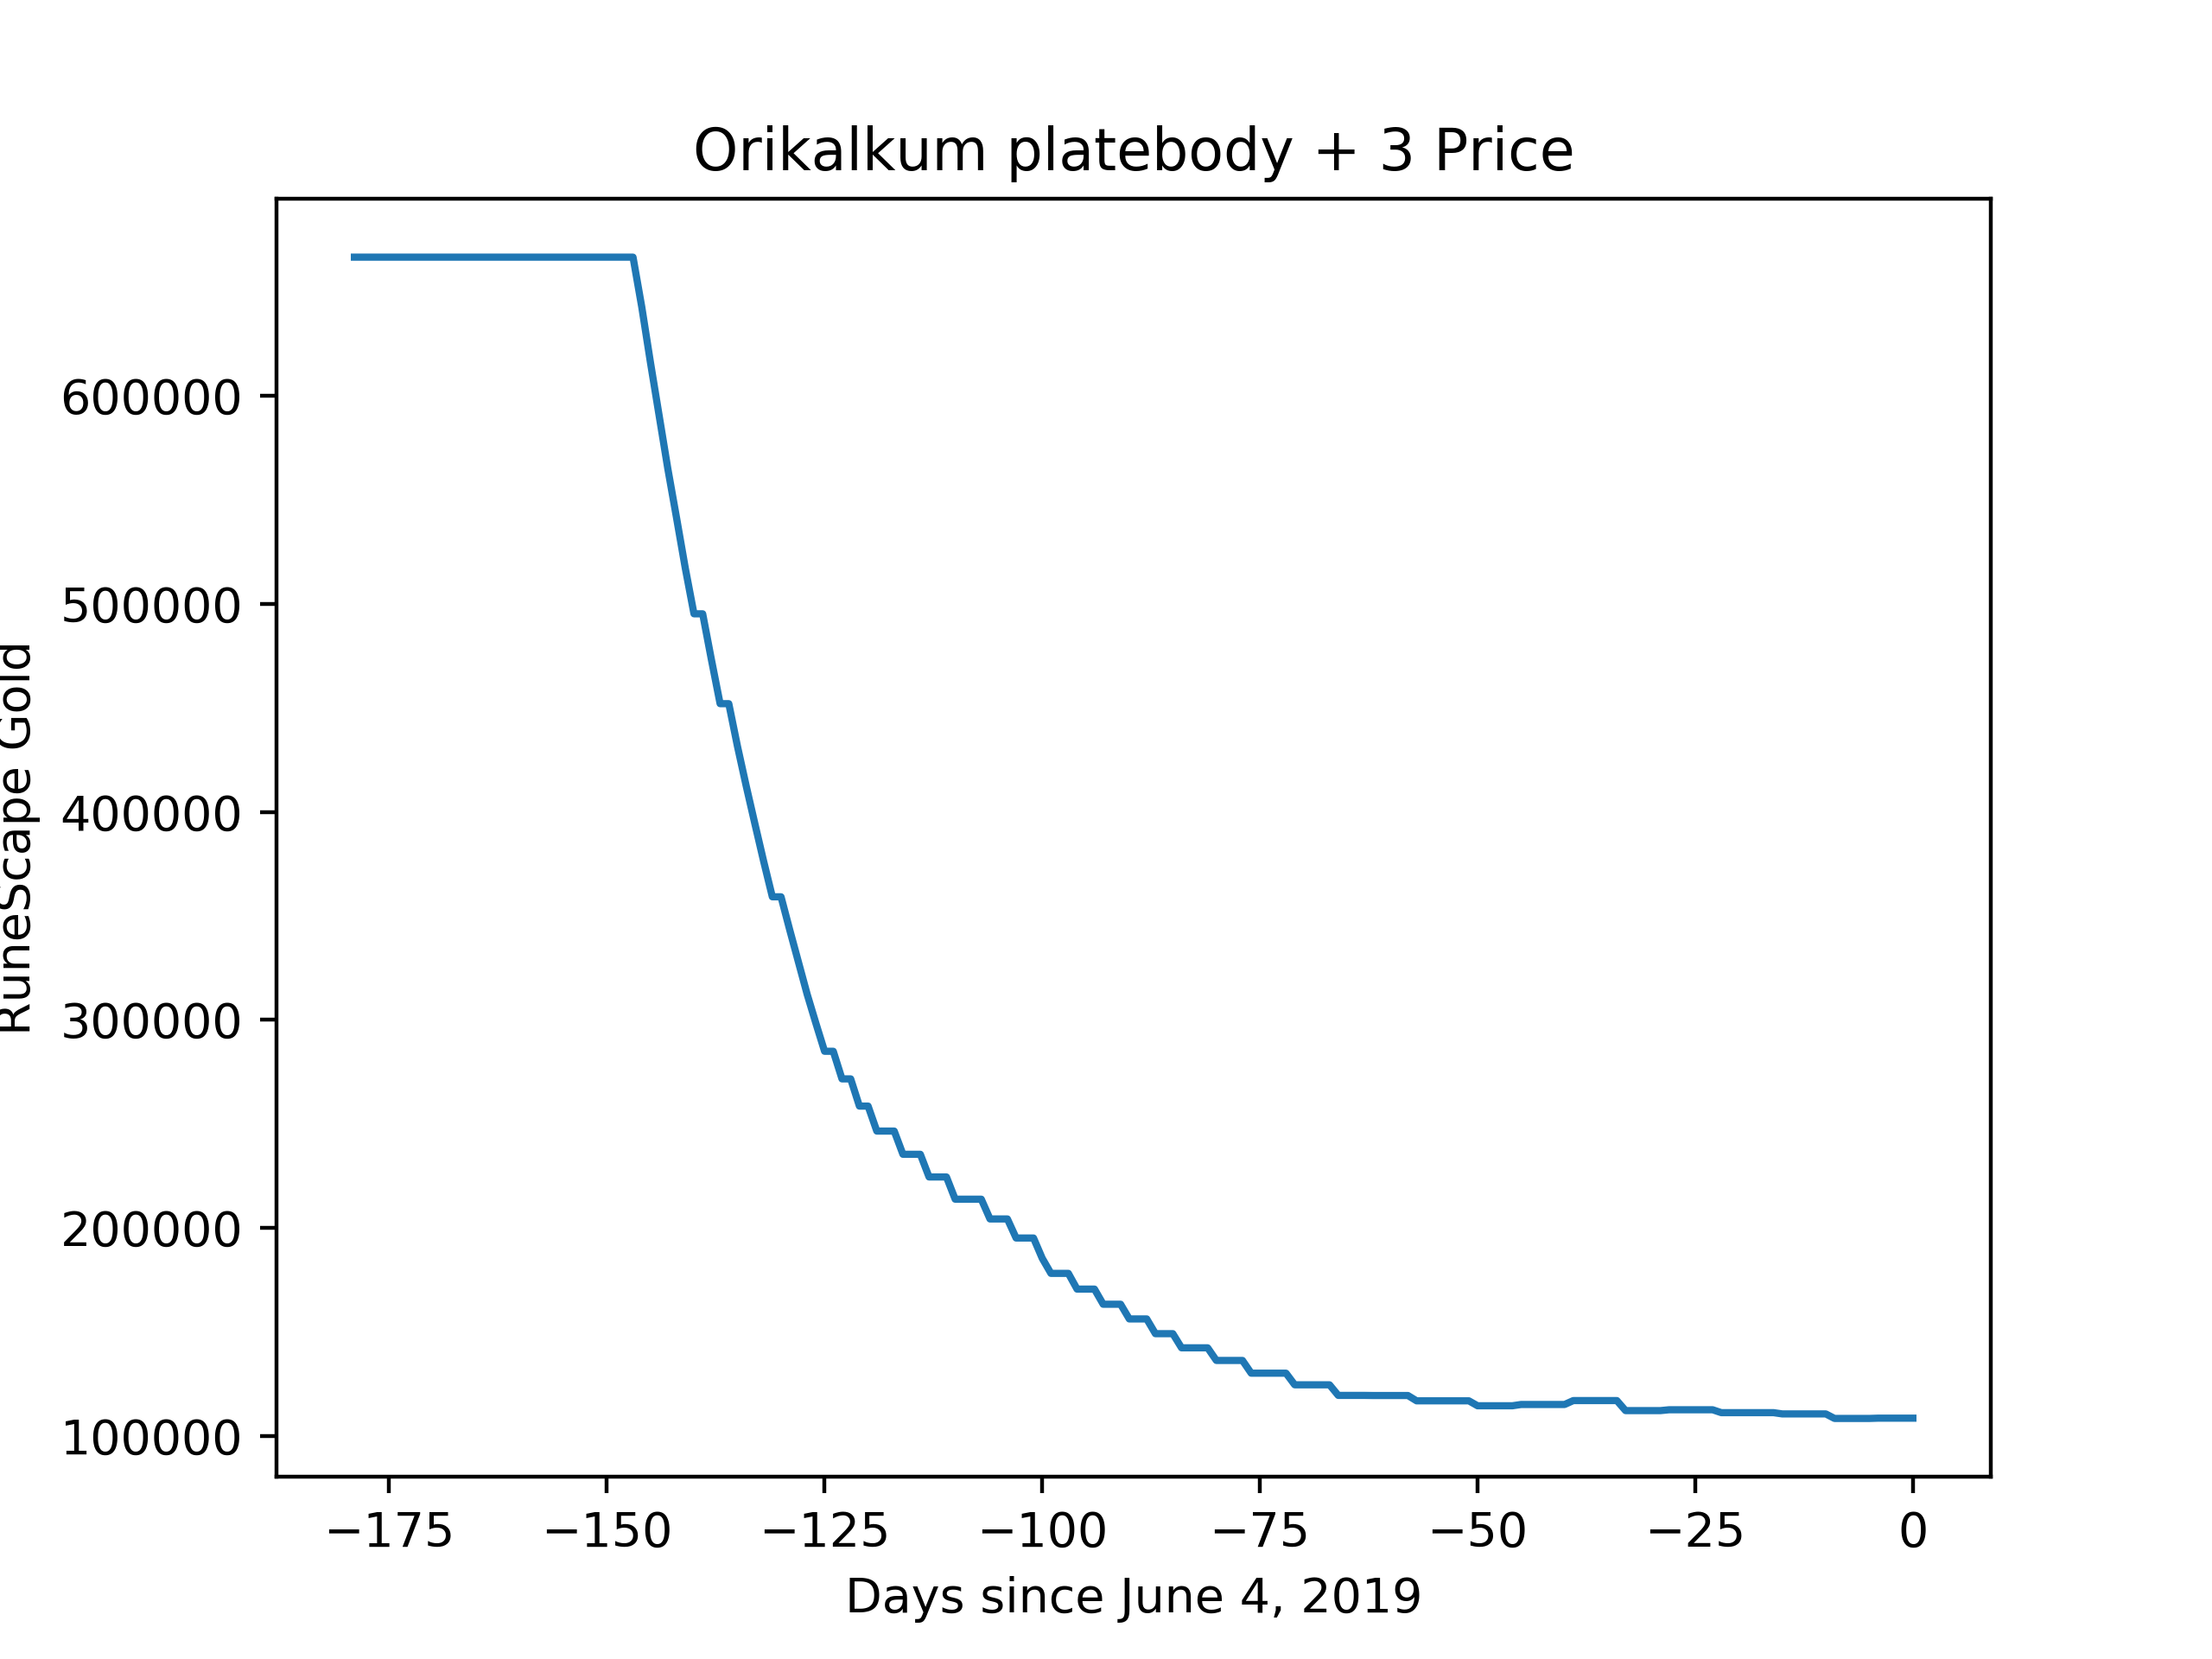 Orikalkum platebody + 3 Price
600000
500000
400000
300000
200000
100000
RuneScape Gold
−175 −150 −125 −100 −75 −50 −25 0
Days since June 4, 2019